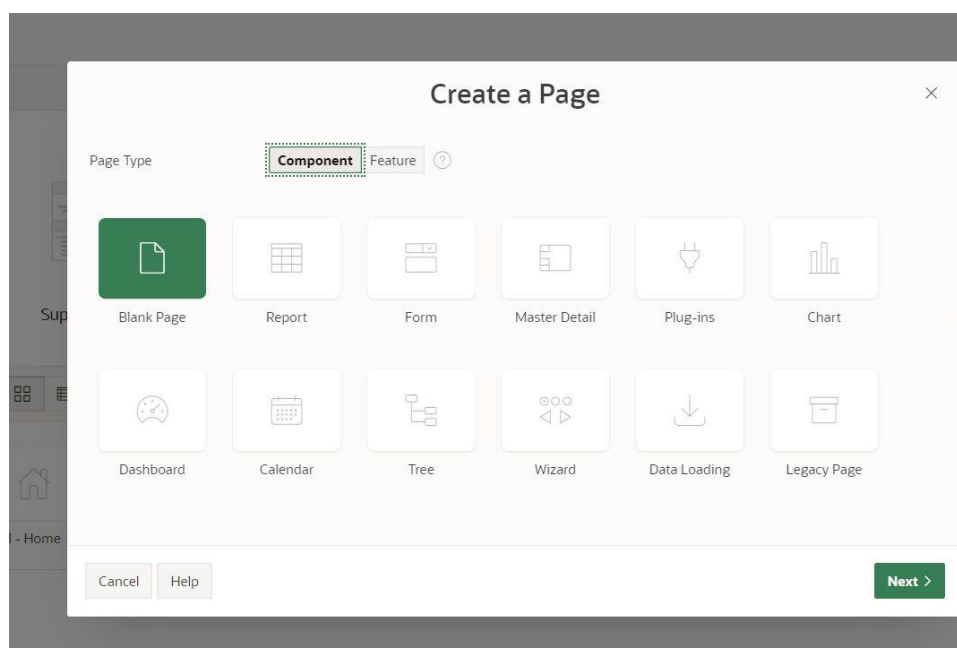 Create a Page
Page Type
Component Feature ?
Blank Page Report Form Master Detail Plug-ins Chart
Sup
Dashboard Calendar Tree Wizard Data Loading Legacy Page
- Home
Cancel Help Next >